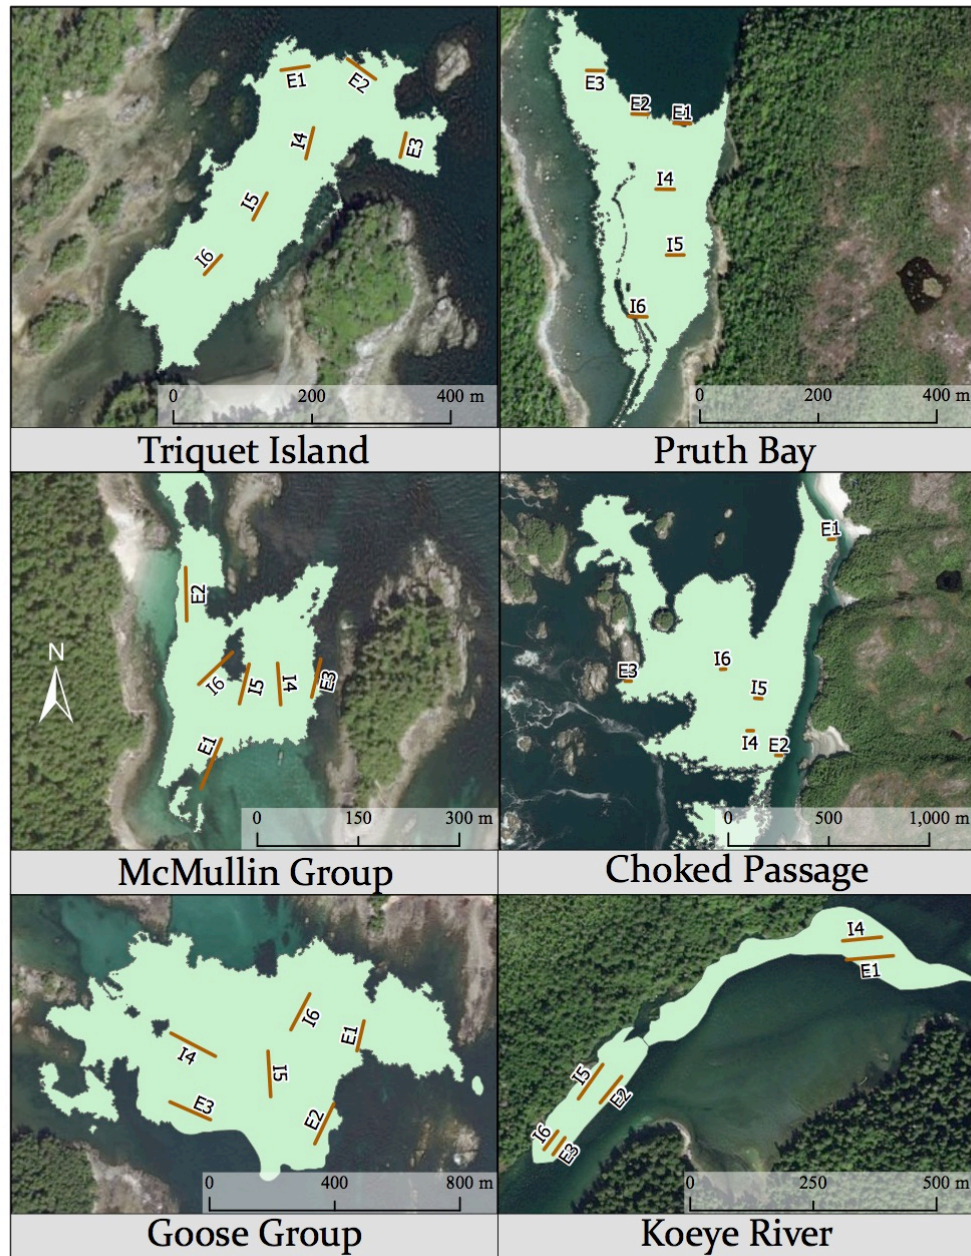 E1
E2
E3
I4
I5
I6
0 200 400 m
Triquet Island
E3
E2
E1
I4
I5
I6
0 200 400 m
Pruth Bay
E2
N
I6
I5
I4
E3
E1
0 150 300 m
McMullin Group
E1
I6
E3
I5
I4
E2
0 500 1,000 m
Choked Passage
I6
E1
I4
I5
E3
E2
0 400 800 m
Goose Group
I4
E1
I5
E2
I6
E3
0 250 500 m
Koeye River